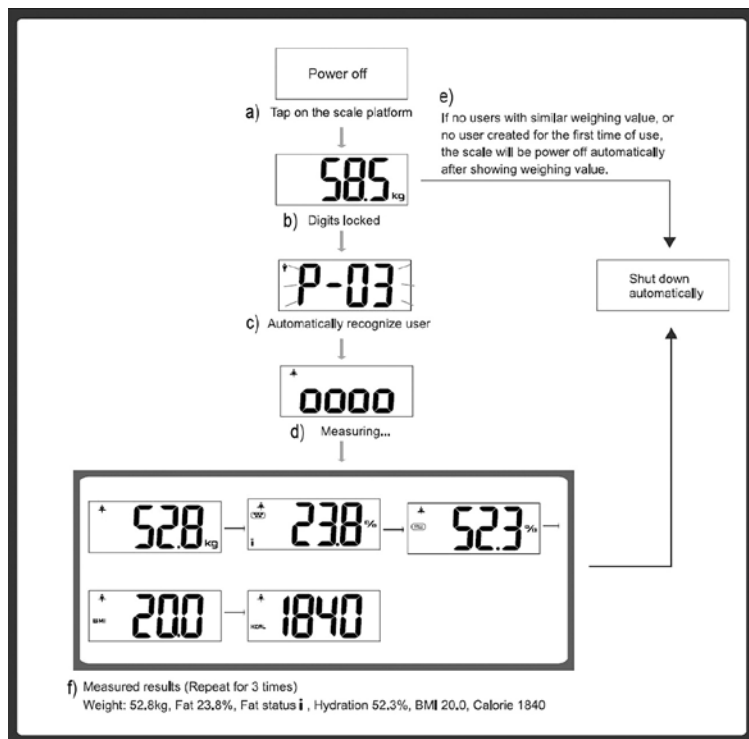 Power off
a) Tap on the scale platform
e)
If no users with similar weighing value, or
no user created for the first time of use,
the scale will be power off automatically
after showing weighing value.
58.5 kg
b) Digits locked
P-03
c) Automatically recognize user
Shut down
automatically
oooo
d) Measuring...
52.8 kg
23.8 %
i
52.3 %
BMI 20.0
KCAL 1840
f) Measured results (Repeat for 3 times)
Weight: 52.8kg, Fat 23.8%, Fat status i , Hydration 52.3%, BMI 20.0, Calorie 1840